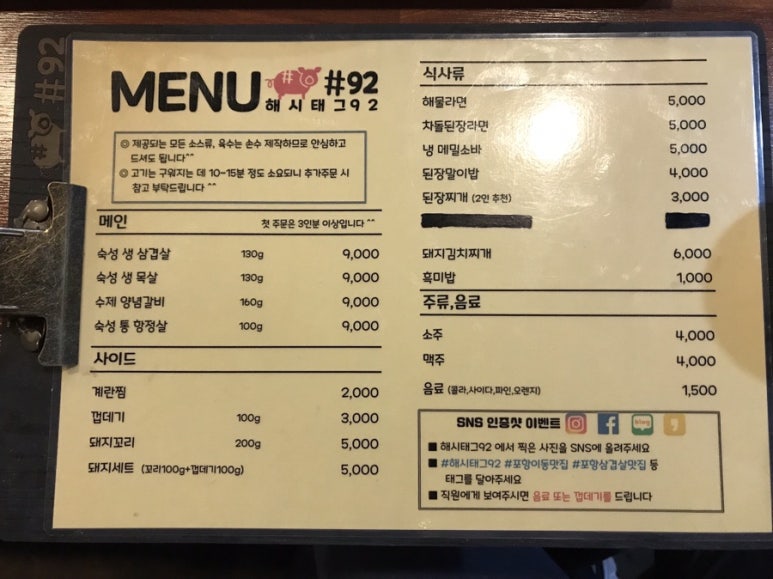 #92
MENU #92
해시태그92
◎ 제공되는 모든 소스류, 육수는 손수 제작하므로 안심하고
드셔도 됩니다^^
◎ 고기는 구워지는 데 10~15분 정도 소요되니 추가주문 시
참고 부탁드립니다 ^^
메인 첫 주문은 3인분 이상입니다 ^^
숙성 생 삼겹살 130g 9,000
숙성 생 목살 130g 9,000
수제 양념갈비 160g 9,000
숙성 통 항정살 100g 9,000
사이드
계란찜 2,000
껍데기 100g 3,000
돼지꼬리 200g 5,000
돼지세트 (꼬리100g+껍데기100g) 5,000
식사류
해물라면 5,000
차돌된장라면 5,000
냉 메밀소바 5,000
된장말이밥 4,000
된장찌개 (2인 추천) 3,000
돼지김치찌개 6,000
흑미밥 1,000
주류,음료
소주 4,000
맥주 4,000
음료 (콜라,사이다,파인,오렌지) 1,500
SNS 인증샷 이벤트 blog
■ 해시태그92 에서 찍은 사진을 SNS에 올려주세요
■ #해시태그92 #포항이동맛집 #포항삼겹살맛집 등
태그를 달아주세요
■ 직원에게 보여주시면 음료 또는 껍데기를 드립니다